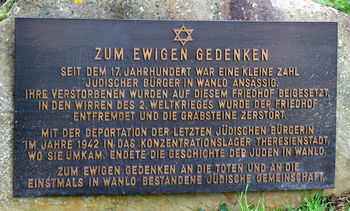 ZUM EWIGEN GEDENKEN
SEIT DEM 17. JAHRHUNDERT WAR EINE KLEINE ZAHL
JÜDISCHER BÜRGER IN WANLO ANSÄSSIG.
IHRE VERSTORBENEN WURDEN AUF DIESEM FRIEDHOF BEIGESETZT.
IN DEN WIRREN DES 2. WELTKRIEGES WURDE DER FRIEDHOF
ENTFREMDET UND DIE GRABSTEINE ZERSTÖRT.
MIT DER DEPORTATION DER LETZTEN JÜDISCHEN BÜRGERIN
IM JAHRE 1942 IN DAS KONZENTRATIONSLAGER THERESIENSTADT,
WO SIE UMKAM, ENDETE DIE GESCHICHTE DER JUDEN IN WANLO.
ZUM EWIGEN GEDENKEN AN DIE TOTEN UND AN DIE
EINSTMALS IN WANLO BESTANDENE JÜDISCHE GEMEINSCHAFT.